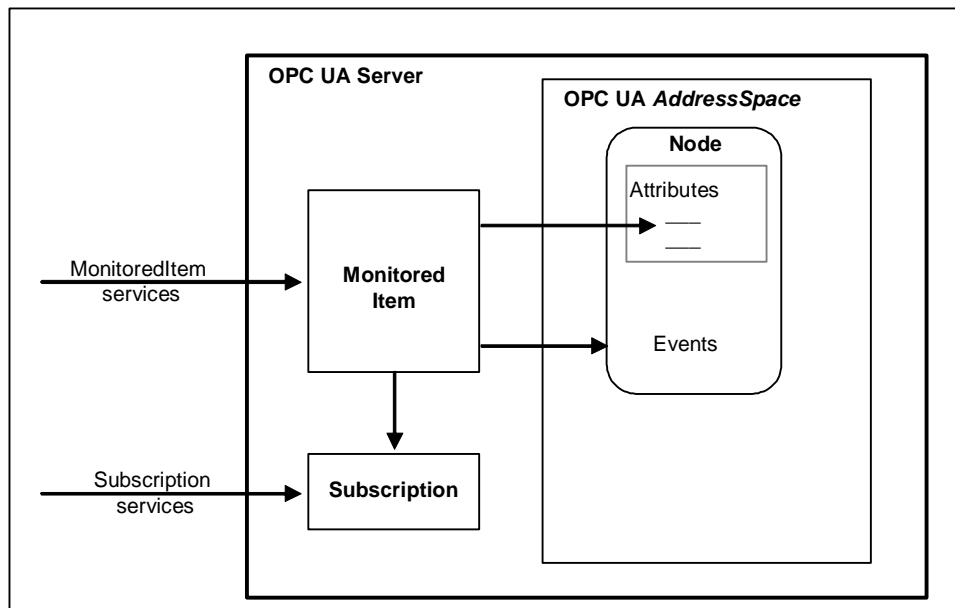 OPC UA Server
OPC UA AddressSpace
Node
Attributes
MonitoredItem
services
Monitored
Item
Events
Subscription
services
Subscription